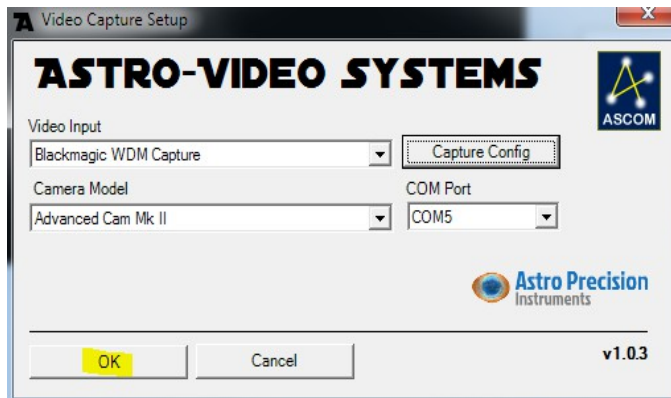 Video Capture Setup
ASTRO-VIDEO SYSTEMS
ASCOM
Video Input
Blackmagic WDM Capture
Capture Config
Camera Model
COM Port
Advanced Cam Mk II
COM5
Astro Precision
Instruments
OK
Cancel
v1.0.3